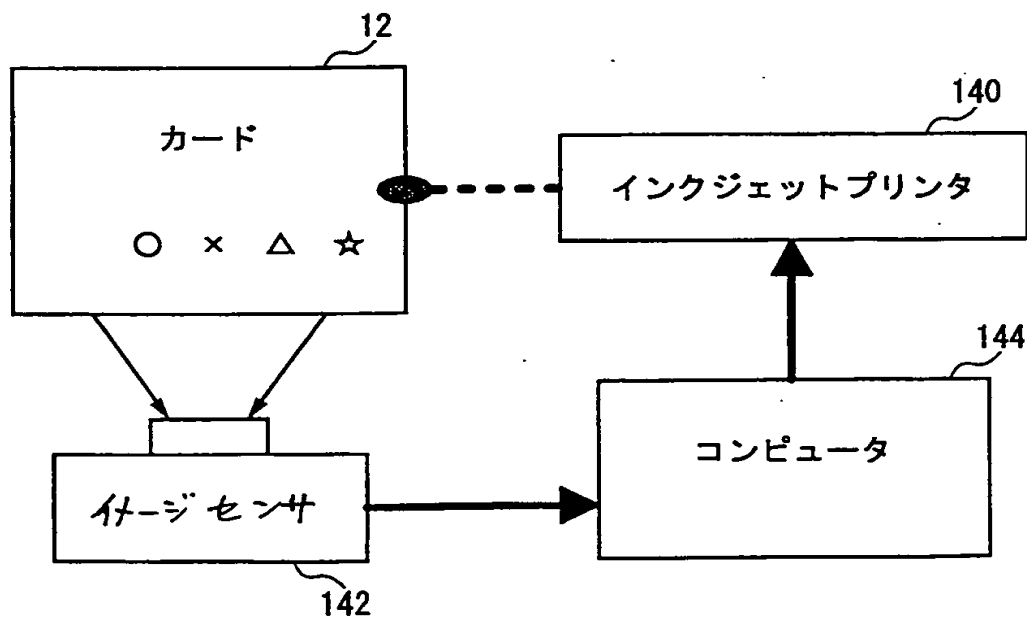 12
カード
140
インクジェットプリンタ
○ × △ ☆
144
コンピュータ
イメージセンサ
142